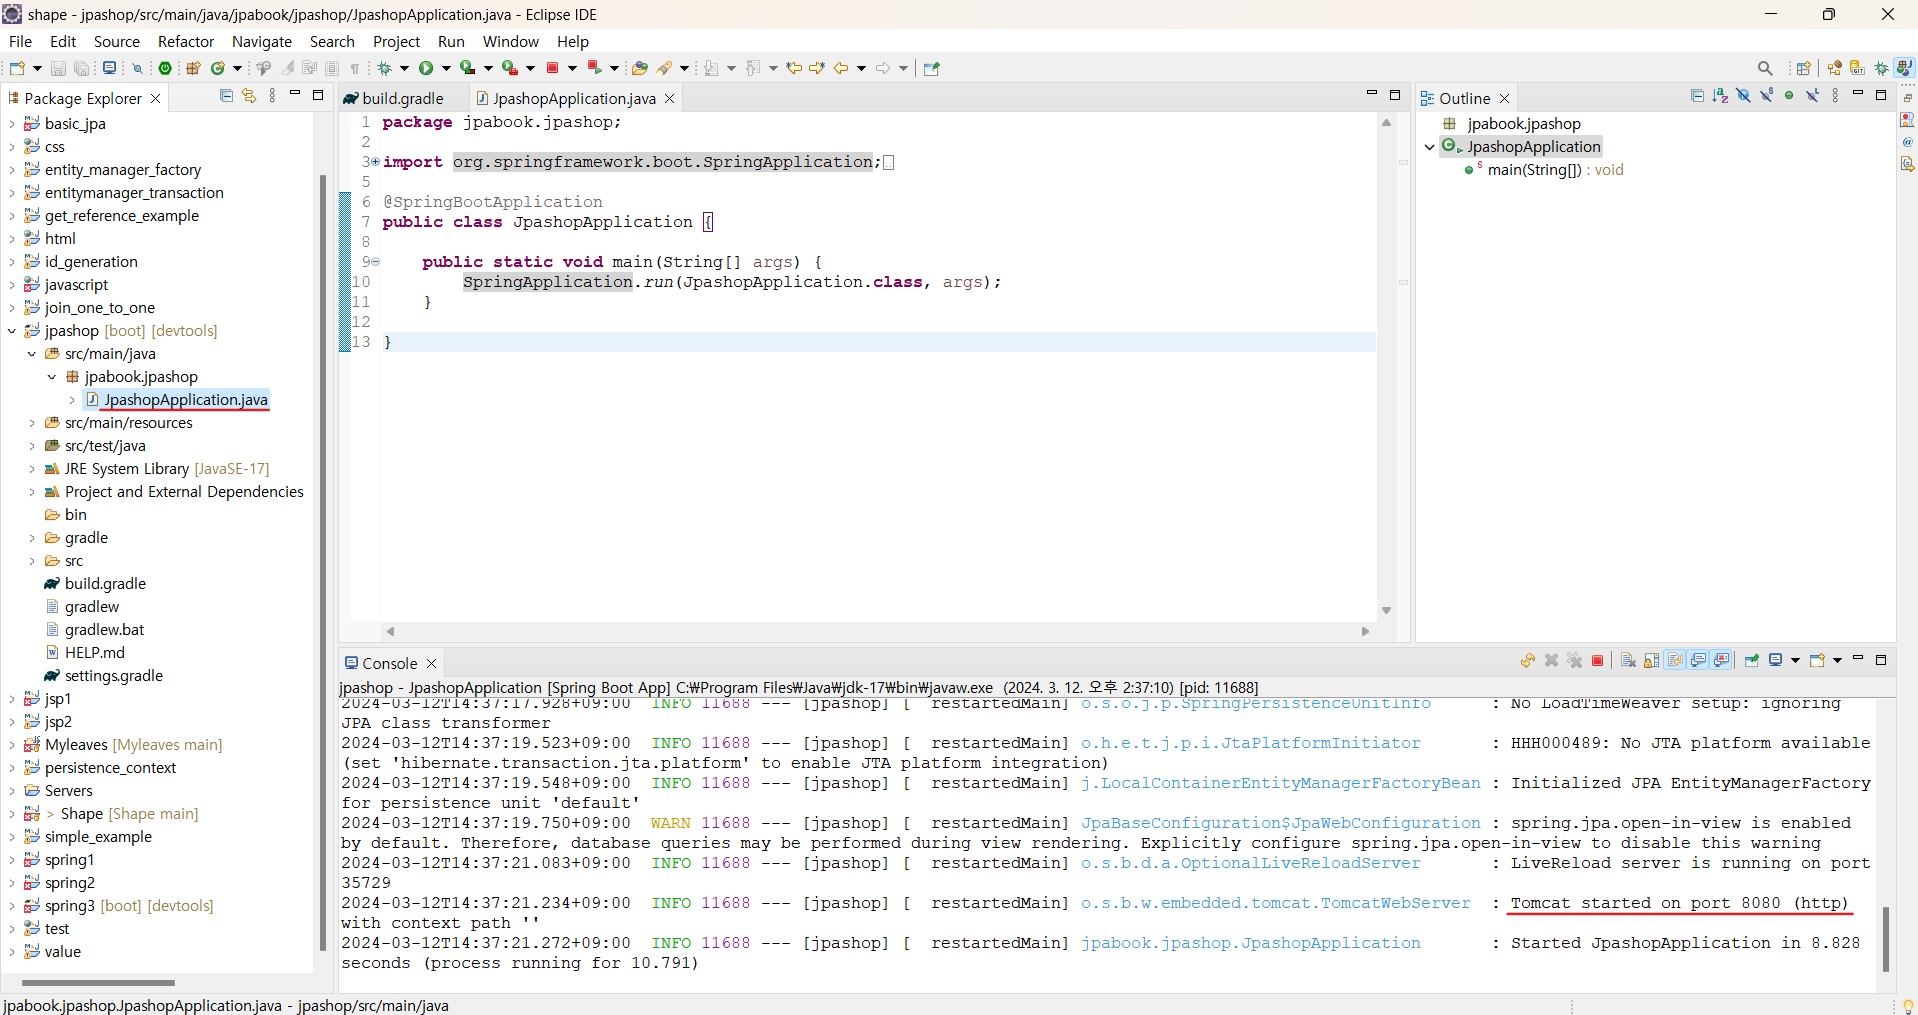 shape - jpashop/src/main/java/jpabook/jpashop/JpashopApplication.java - Eclipse IDE
File Edit Source Refactor Navigate Search Project Run Window Help
Package Explorer
basic_jpa
css
entity_manager_factory
entitymanager_transaction
get_reference_example
html
id_generation
javascript
join_one_to_one
jpashop [boot] [devtools]
src/main/java
jpabook.jpashop
JpashopApplication.java
src/main/resources
src/test/java
JRE System Library [JavaSE-17]
Project and External Dependencies
bin
gradle
src
build.gradle
gradlew
gradlew.bat
HELP.md
settings.gradle
jsp1
jsp2
Myleaves [Myleaves main]
persistence_context
Servers
> Shape [Shape main]
simple_example
spring1
spring2
spring3 [boot] [devtools]
test
value
build.gradle JpashopApplication.java
1 package jpabook.jpashop;
2
3 import org.springframework.boot.SpringApplication;
5
6 @SpringBootApplication
7 public class JpashopApplication {
8
9 public static void main(String[] args) {
10 SpringApplication.run(JpashopApplication.class, args);
11 }
12
13 }
Outline
jpabook.jpashop
JpashopApplication
main(String[]) : void
Console
jpashop - JpashopApplication [Spring Boot App] C:₩Program Files₩Java₩jdk-17₩bin₩javaw.exe (2024. 3. 12. 오후 2:37:10) [pid: 11688]
2024-03-12T14:37:17.928+09:00 INFO 11688 --- [jpashop] [ restartedMain] o.s.o.j.p.SpringPersistenceUnitInfo : No LoadTimeWeaver setup: ignoring
JPA class transformer
2024-03-12T14:37:19.523+09:00 INFO 11688 --- [jpashop] [ restartedMain] o.h.e.t.j.p.i.JtaPlatformInitiator : HHH000489: No JTA platform available
(set 'hibernate.transaction.jta.platform' to enable JTA platform integration)
2024-03-12T14:37:19.548+09:00 INFO 11688 --- [jpashop] [ restartedMain] j.LocalContainerEntityManagerFactoryBean : Initialized JPA EntityManagerFactory
for persistence unit 'default'
2024-03-12T14:37:19.750+09:00 WARN 11688 --- [jpashop] [ restartedMain] JpaBaseConfiguration$JpaWebConfiguration : spring.jpa.open-in-view is enabled
by default. Therefore, database queries may be performed during view rendering. Explicitly configure spring.jpa.open-in-view to disable this warning
2024-03-12T14:37:21.083+09:00 INFO 11688 --- [jpashop] [ restartedMain] o.s.b.d.a.OptionalLiveReloadServer : LiveReload server is running on port
35729
2024-03-12T14:37:21.234+09:00 INFO 11688 --- [jpashop] [ restartedMain] o.s.b.w.embedded.tomcat.TomcatWebServer : Tomcat started on port 8080 (http)
with context path ''
2024-03-12T14:37:21.272+09:00 INFO 11688 --- [jpashop] [ restartedMain] jpabook.jpashop.JpashopApplication : Started JpashopApplication in 8.828
seconds (process running for 10.791)
jpabook.jpashop.JpashopApplication.java - jpashop/src/main/java